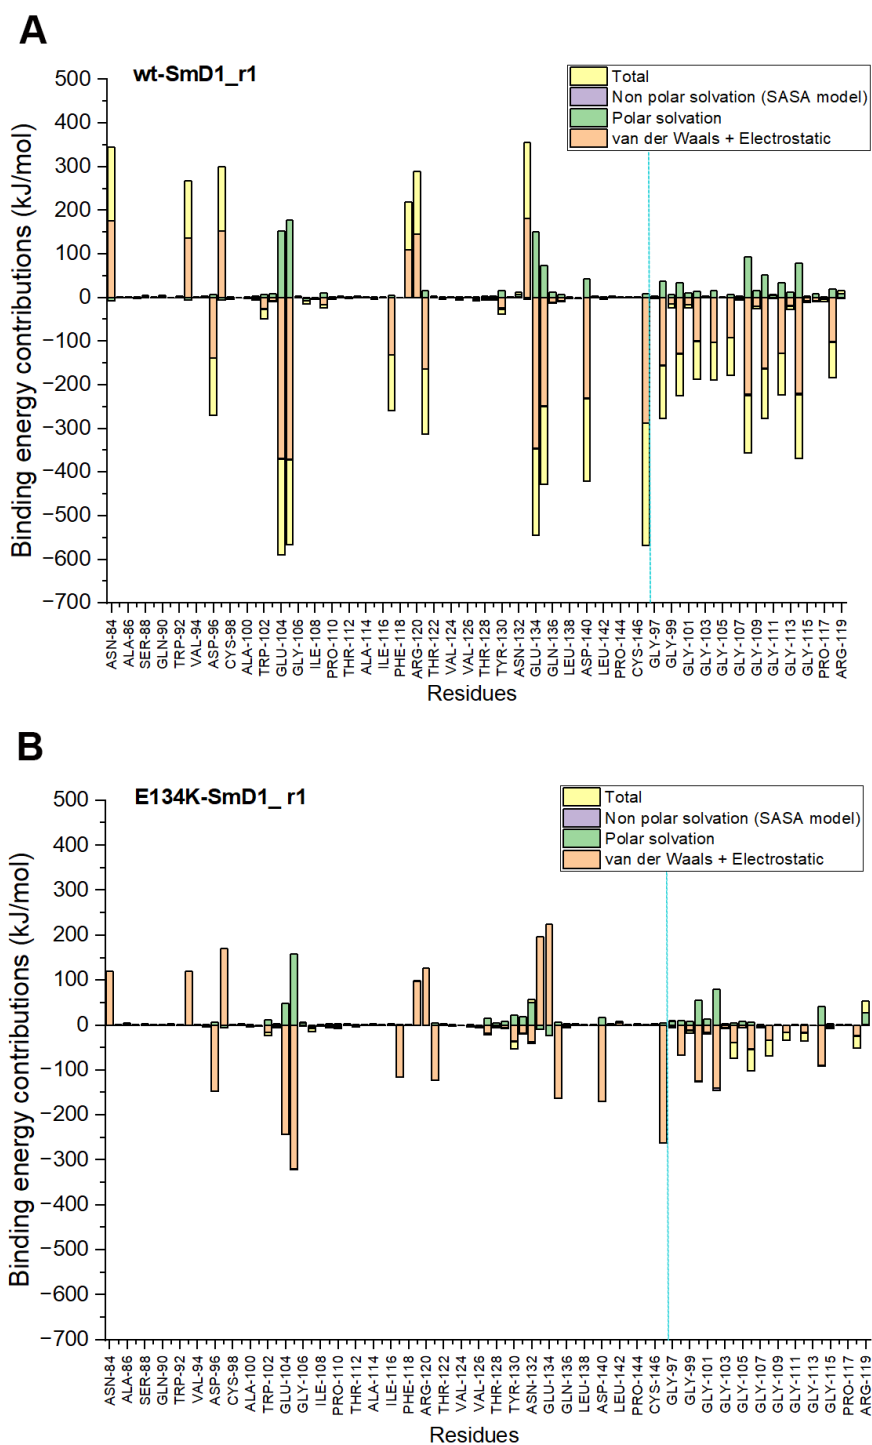 A
wt-SmD1_r1
Total
Non polar solvation (SASA model)
Polar solvation
van der Waals + Electrostatic
Binding energy contributions (kJ/mol)
500
400
300
200
100
0
−100
−200
−300
−400
−500
−600
−700
ASN-84
ALA-86
SER-88
GLN-90
TRP-92
VAL-94
ASP-96
CYS-98
ALA-100
TRP-102
GLU-104
GLY-106
ILE-108
PRO-110
THR-112
ALA-114
ILE-116
PHE-118
ARG-120
THR-122
VAL-124
VAL-126
THR-128
TYR-130
ASN-132
GLU-134
GLN-136
LEU-138
ASP-140
LEU-142
PRO-144
CYS-146
GLY-97
GLY-99
GLY-101
GLY-103
GLY-105
GLY-107
GLY-109
GLY-111
GLY-113
GLY-115
PRO-117
ARG-119
Residues
B
E134K-SmD1_ r1
Total
Non polar solvation (SASA model)
Polar solvation
van der Waals + Electrostatic
Binding energy contributions (kJ/mol)
500
400
300
200
100
0
−100
−200
−300
−400
−500
−600
−700
ASN-84
ALA-86
SER-88
GLN-90
TRP-92
VAL-94
ASP-96
CYS-98
ALA-100
TRP-102
GLU-104
GLY-106
ILE-108
PRO-110
THR-112
ALA-114
ILE-116
PHE-118
ARG-120
THR-122
VAL-124
VAL-126
THR-128
TYR-130
ASN-132
GLU-134
GLN-136
LEU-138
ASP-140
LEU-142
PRO-144
CYS-146
GLY-97
GLY-99
GLY-101
GLY-103
GLY-105
GLY-107
GLY-109
GLY-111
GLY-113
GLY-115
PRO-117
ARG-119
Residues